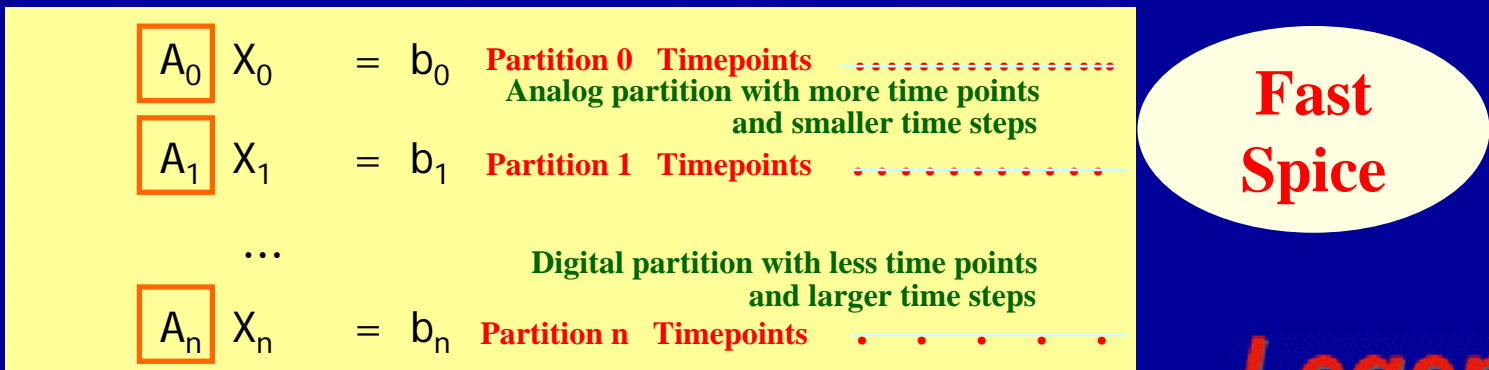 A₀ X₀ = b₀ Partition 0 Timepoints
Analog partition with more time points
and smaller time steps
A₁ X₁ = b₁ Partition 1 Timepoints
...
Digital partition with less time points
and larger time steps
Aₙ Xₙ = bₙ Partition n Timepoints
Fast
Spice